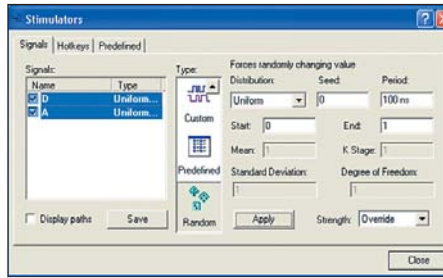 Stimulators
Signals Hotkeys Predefined
Signals:
Name Type
D Uniform...
A Uniform...
Display paths Save
Type:
Custom
Predefined
Random
Forces randomly changing value
Distribution: Seed: Period:
Uniform 0 100 ns
Start: 0 End: 1
Mean: 1 K Stage: 1
Standard Deviation: Degree of Freedom:
1 1
Apply Strength: Override
Close